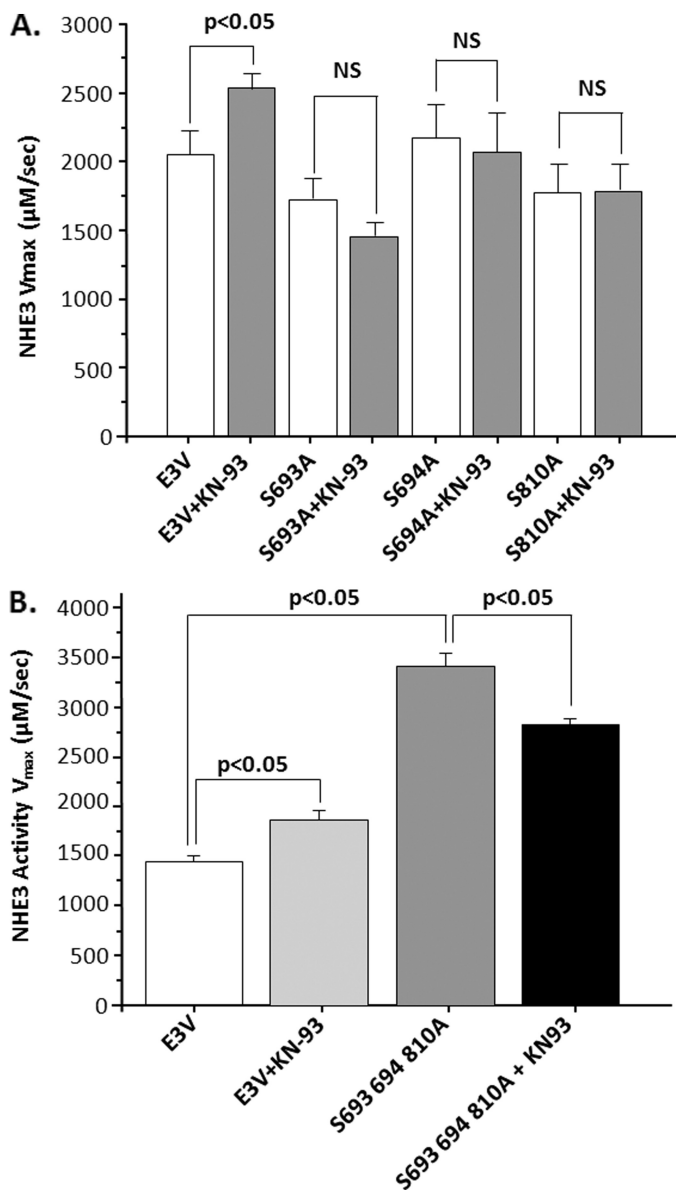 A.
NHE3 Vmax (µM/sec)
3000
2500
2000
1500
1000
500
0
p<0.05
NS
NS
NS
E3V
E3V+KN-93
S693A
S693A+KN-93
S694A
S694A+KN-93
S810A
S810A+KN-93
B.
NHE3 Activity Vmax (µM/sec)
4000
3500
3000
2500
2000
1500
1000
500
0
p<0.05
p<0.05
p<0.05
E3V
E3V+KN-93
S693 694 810A
S693 694 810A + KN93